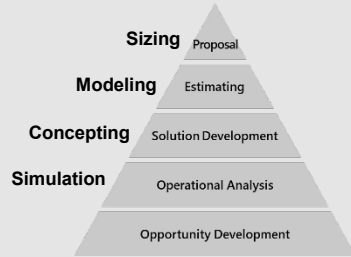 Sizing
Proposal
Modeling
Estimating
Concepting
Solution Development
Simulation
Operational Analysis
Opportunity Development